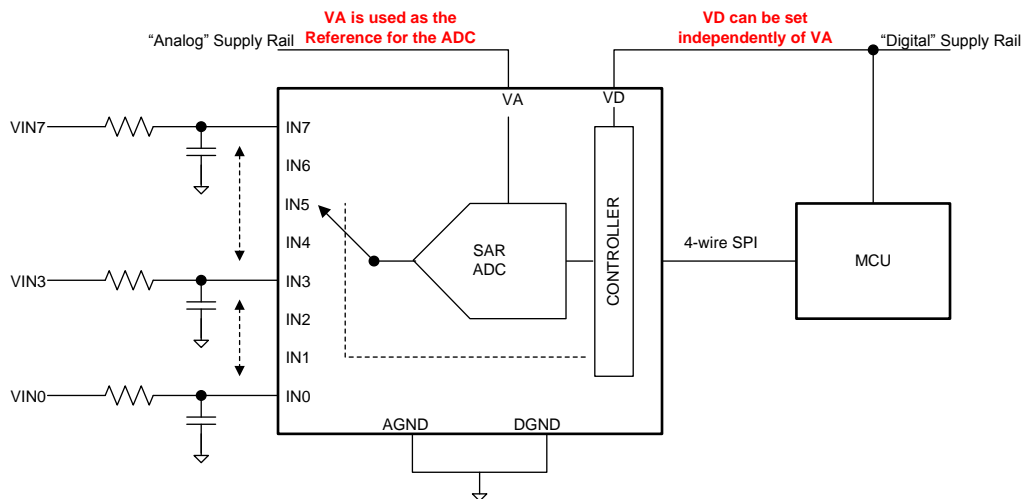 VA is used as the
Reference for the ADC
VD can be set
independently of VA
“Analog” Supply Rail
“Digital” Supply Rail
VA
VD
VIN7
IN7
IN6
IN5
IN4
VIN3
IN3
IN2
IN1
VIN0
IN0
SAR
ADC
CONTROLLER
4-wire SPI
MCU
AGND
DGND